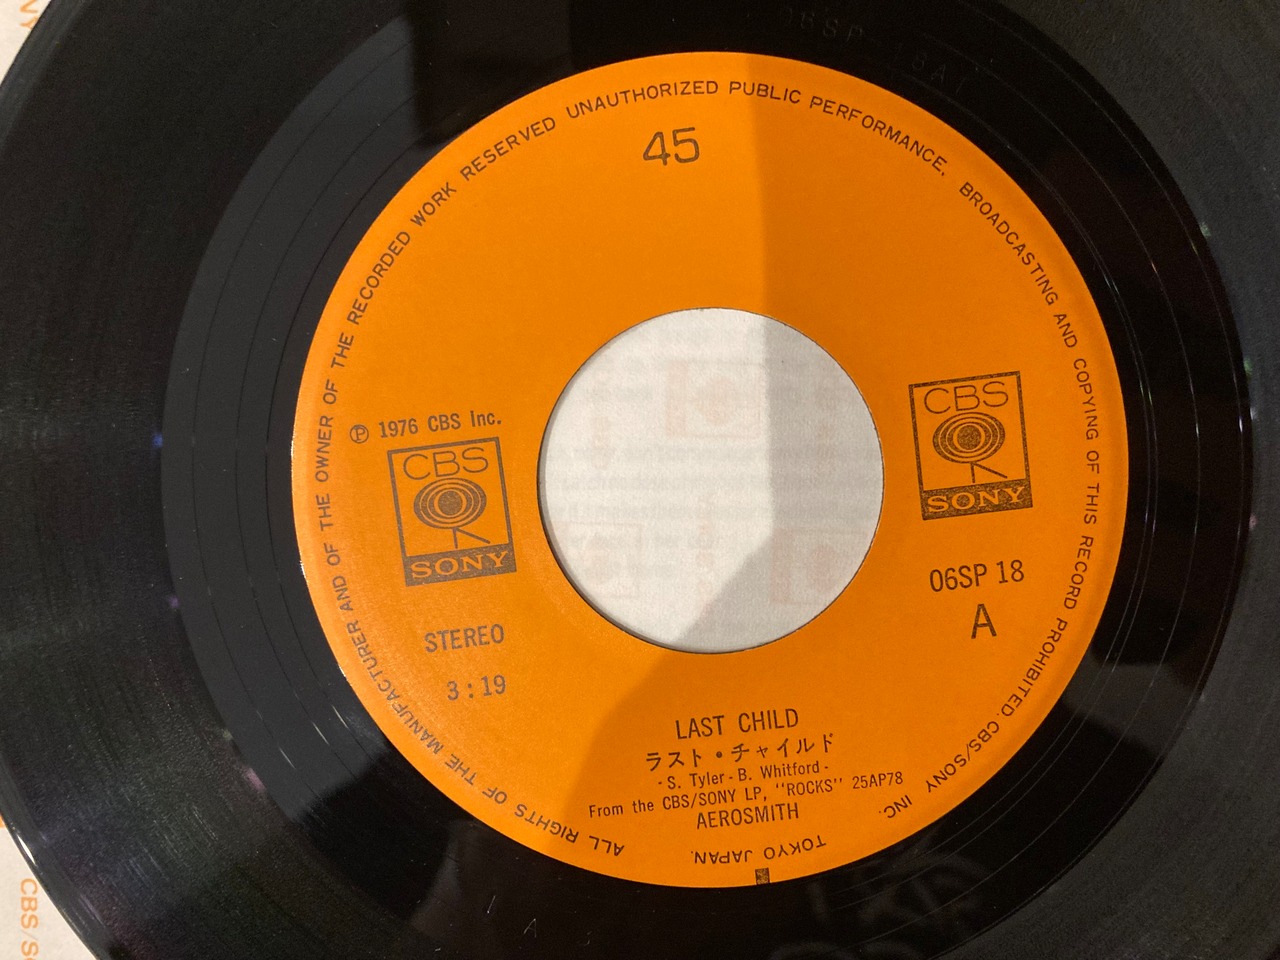 ALL RIGHTS OF THE MANUFACTURER AND OF THE OWNER OF THE RECORDED WORK RESERVED UNAUTHORIZED PUBLIC PERFORMANCE. BROADCASTING AND COPYING OF THIS RECORD PROHIBITED. CBS/SONY INC. TOKYO JAPAN.
45
℗ 1976 CBS Inc.
CBS
SONY
STEREO
3:19
CBS
SONY
06SP 18
A
LAST CHILD
ラスト・チャイルド
- S. Tyler - B. Whitford -
From the CBS/SONY LP, "ROCKS" 25AP78
AEROSMITH
CBS/SO
NY